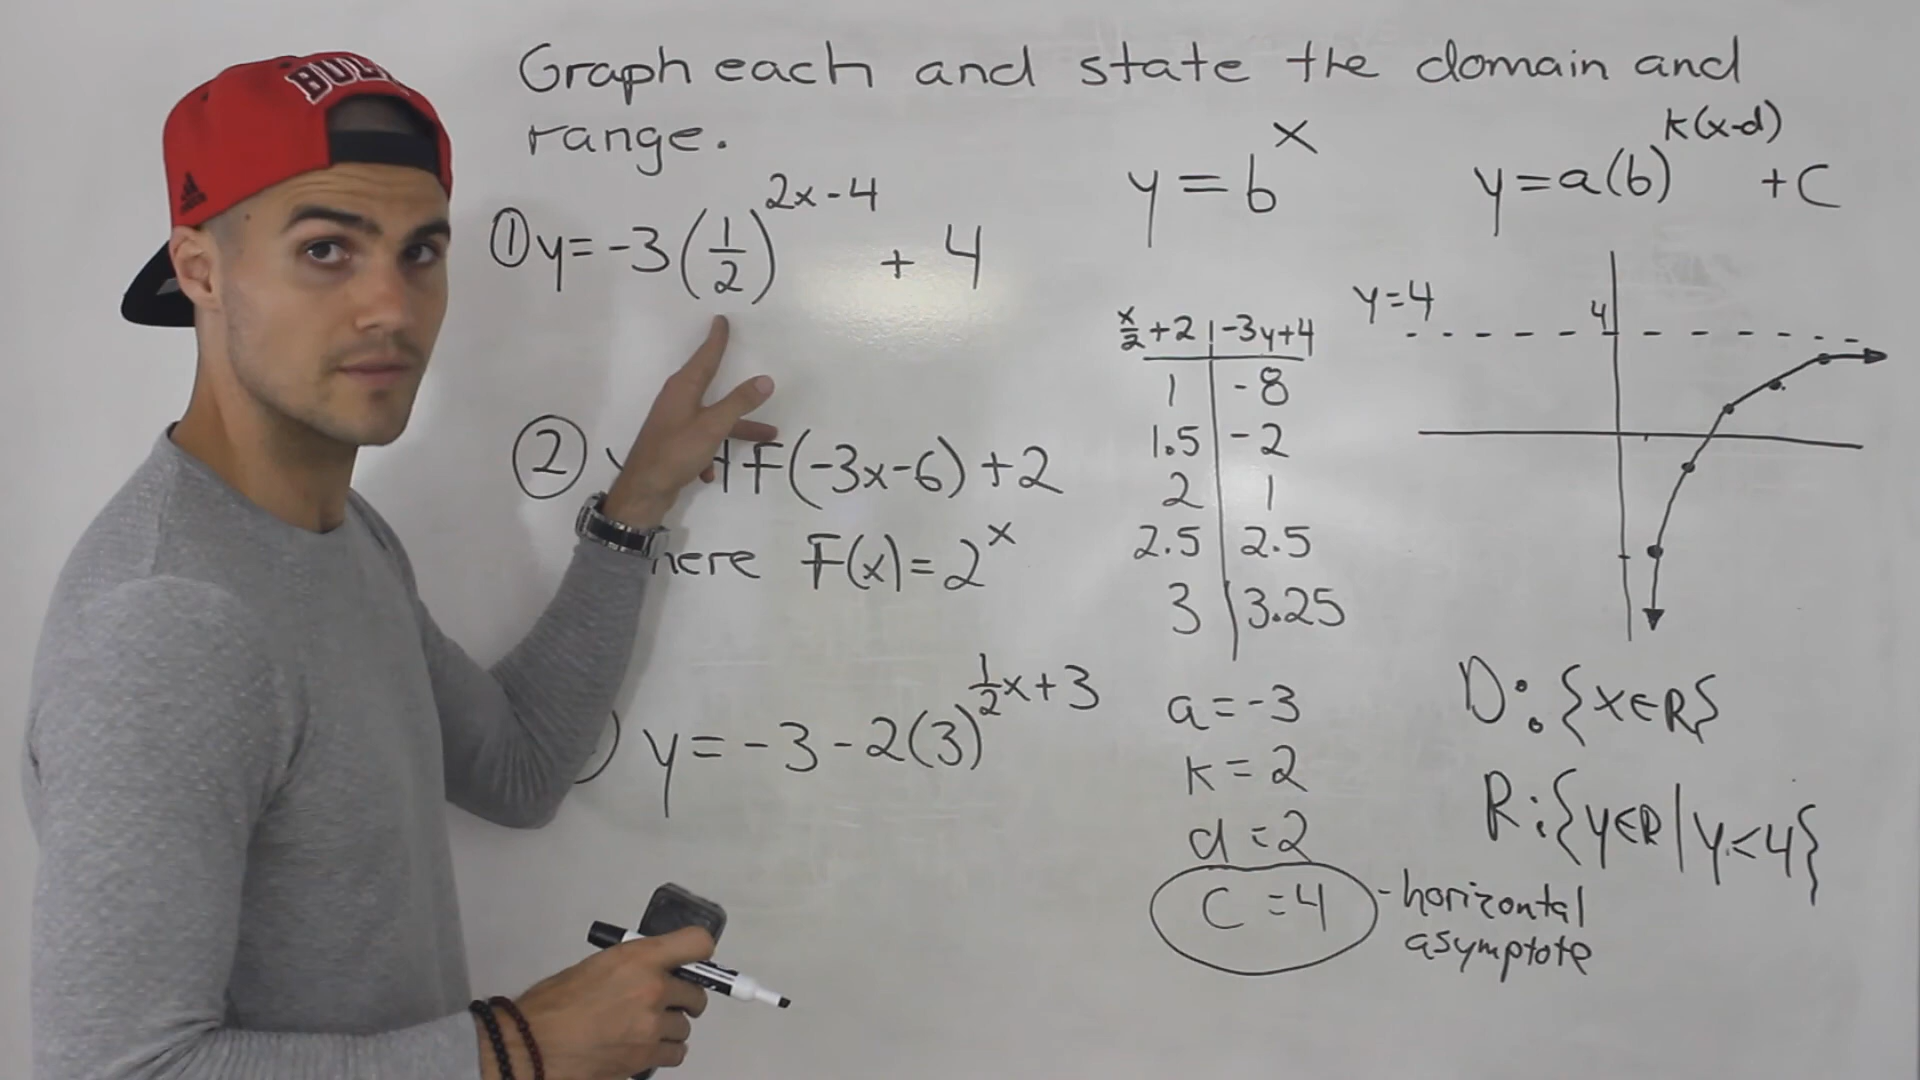 Graph each and state the domain and
range.
① y = -3(1/2)^(2x-4) + 4
② F(-3x-6) + 2
here F(x) = 2^x
) y = -3 - 2(3)^(1/2x+3)
y = b^x
y = a(b)^(k(x-d)) + C
x/2 + 2 | -3y+4
1 | -8
1.5 | -2
2 | 1
2.5 | 2.5
3 | 3.25
a = -3
k = 2
d = 2
C = 4 - horizontal
asymptote
y=4
4
D: {x∈R}
R: {y∈R | y<4}
BULL